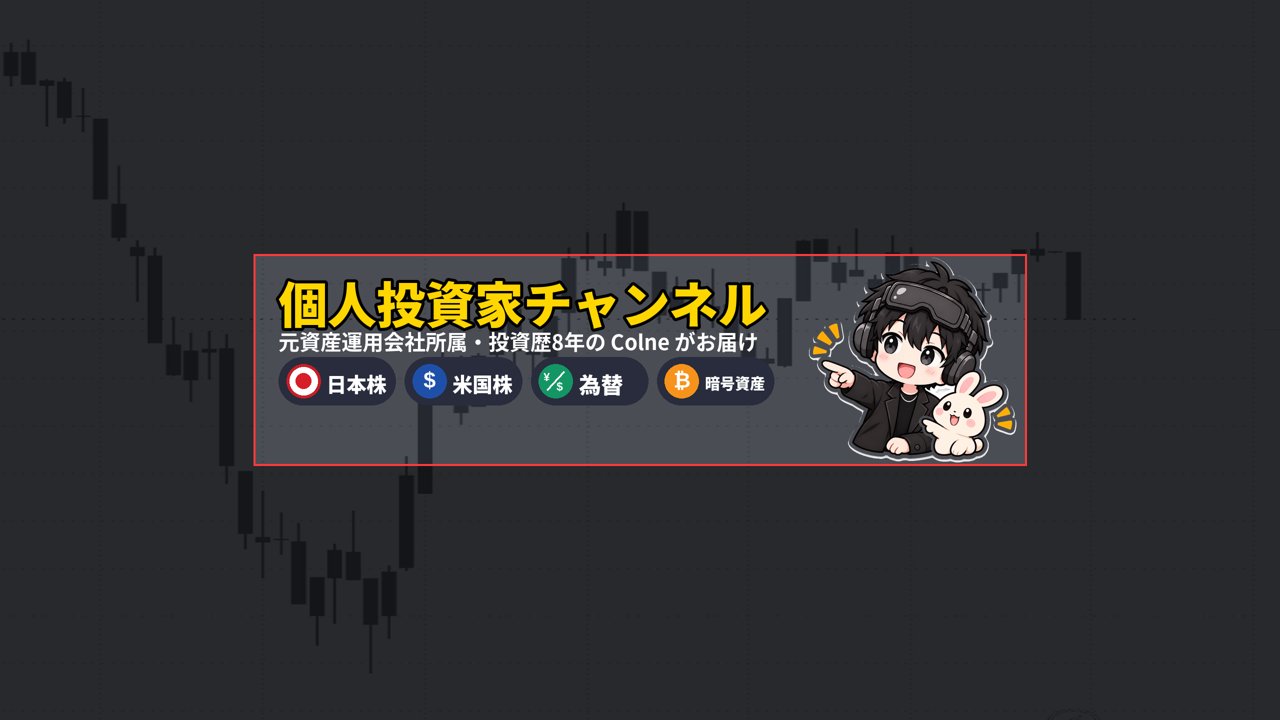 個人投資家チャンネル
元資産運用会社所属・投資歴8年の Colne がお届け
日本株 $ 米国株 ¥/$ 為替 ₿ 暗号資産